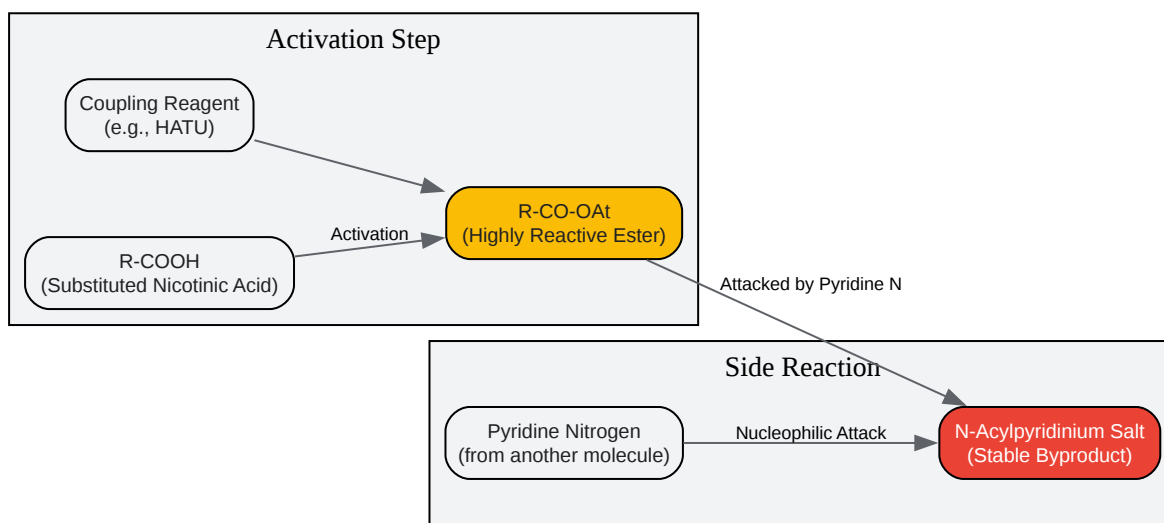 Activation Step
Coupling Reagent
(e.g., HATU)
R-COOH
(Substituted Nicotinic Acid)
Activation
R-CO-OAt
(Highly Reactive Ester)
Attacked by Pyridine N
Side Reaction
Pyridine Nitrogen
(from another molecule)
Nucleophilic Attack
N-Acylpyridinium Salt
(Stable Byproduct)